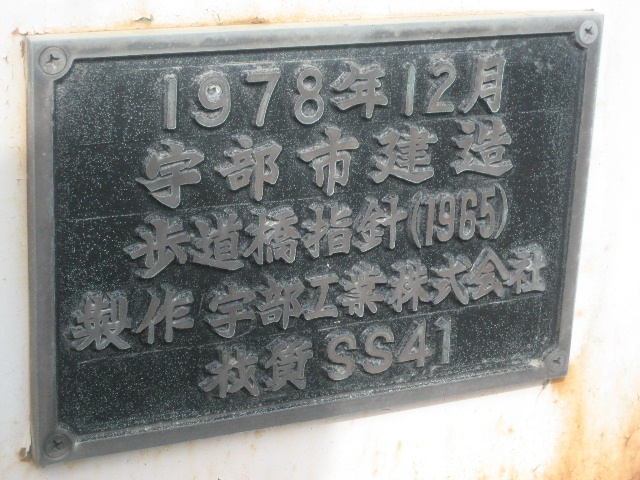 1978年12月
宇部市建造
歩道橋指針(1965)
製作 宇部工業株式会社
材質 SS41